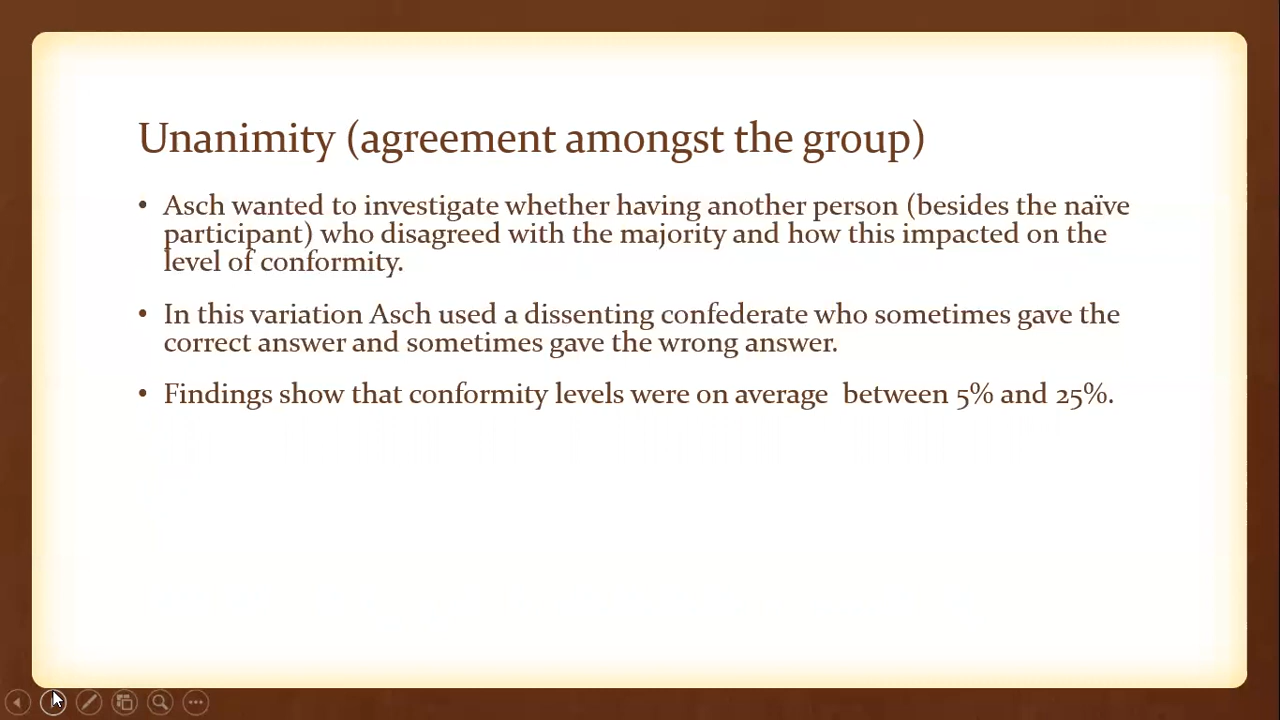 Unanimity (agreement amongst the group)
• Asch wanted to investigate whether having another person (besides the naïve
participant) who disagreed with the majority and how this impacted on the
level of conformity.
• In this variation Asch used a dissenting confederate who sometimes gave the
correct answer and sometimes gave the wrong answer.
• Findings show that conformity levels were on average  between 5% and 25%.